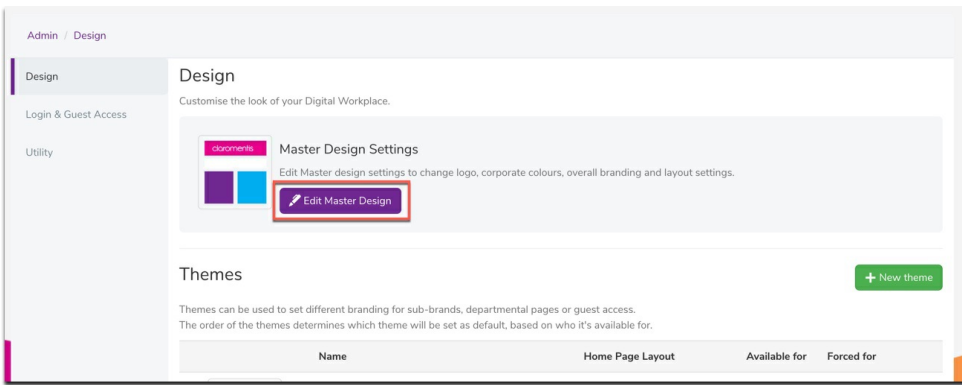 Admin / Design
Design
Login & Guest Access
Utility
Design
Customise the look of your Digital Workplace.
claromentis
Master Design Settings
Edit Master design settings to change logo, corporate colours, overall branding and layout settings.
Edit Master Design
Themes
+ New theme
Themes can be used to set different branding for sub-brands, departmental pages or guest access.
The order of the themes determines which theme will be set as default, based on who it's available for.
Name Home Page Layout Available for Forced for